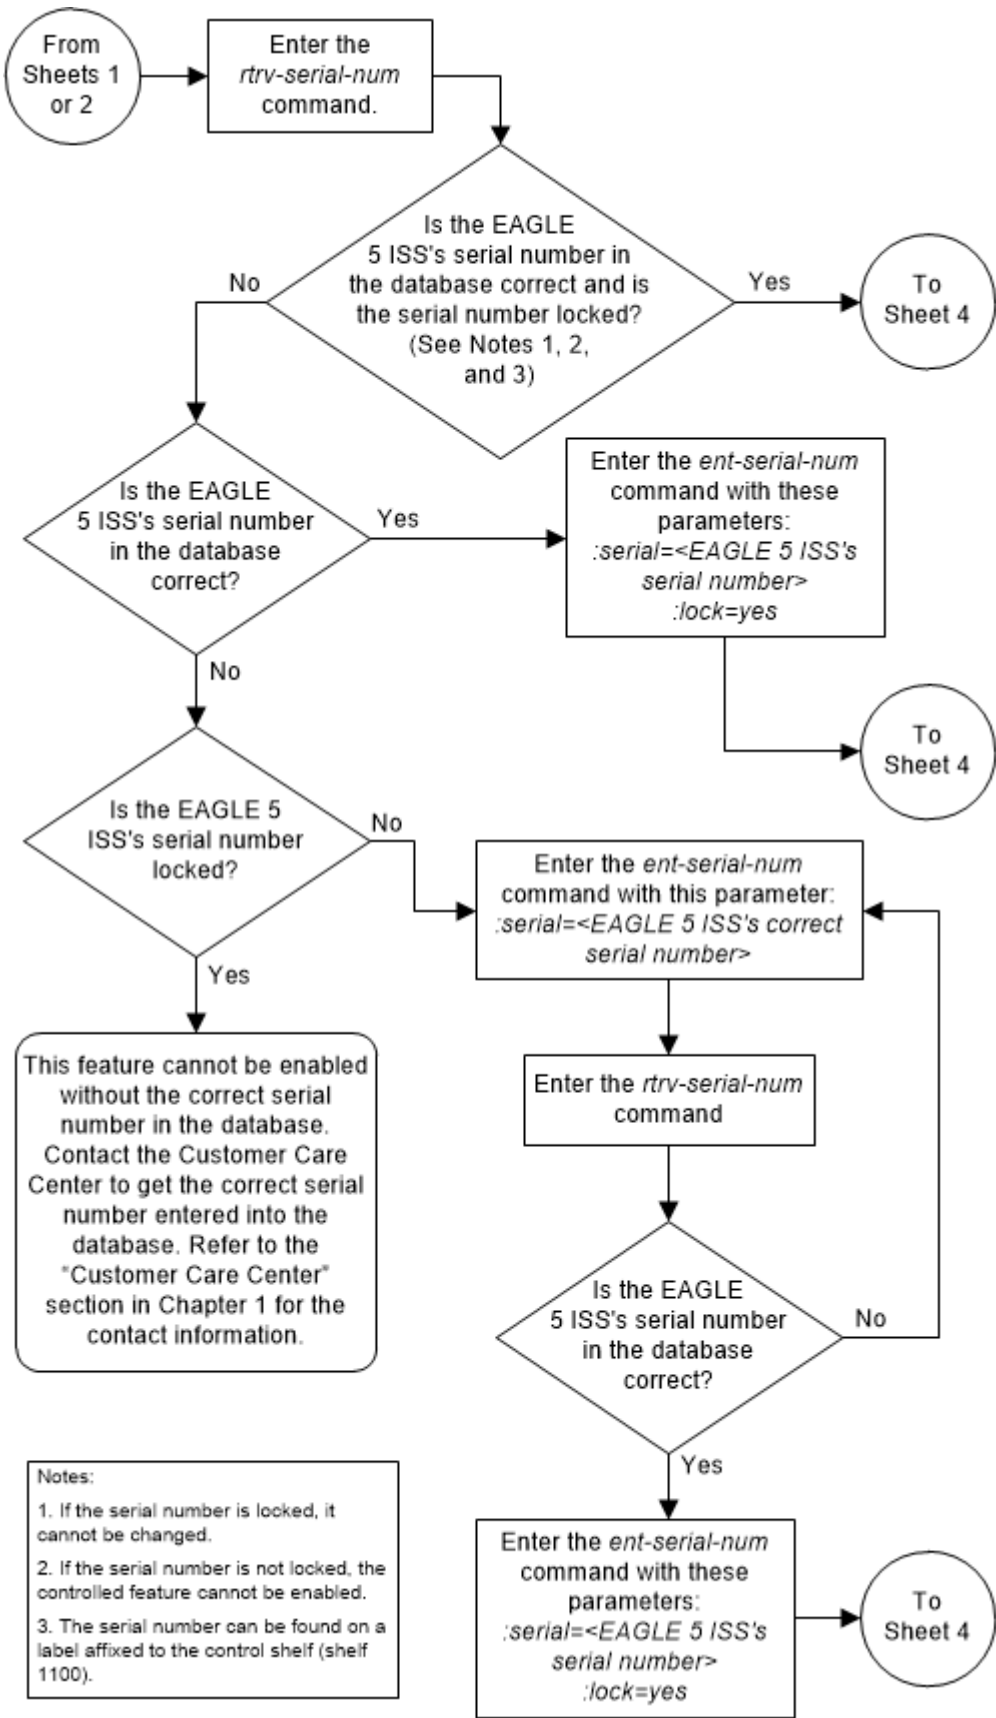 From
Sheets 1
or 2
Enter the
rtrv-serial-num
command.
Is the EAGLE
5 ISS's serial number in
the database correct and is
the serial number locked?
(See Notes 1, 2,
and 3)
No
Yes
To
Sheet 4
Is the EAGLE
5 ISS's serial number
in the database
correct?
Yes
Enter the ent-serial-num
command with these
parameters:
:serial=<EAGLE 5 ISS's
serial number>
:lock=yes
No
To
Sheet 4
Is the EAGLE 5
ISS's serial number
locked?
No
Enter the ent-serial-num
command with this parameter:
:serial=<EAGLE 5 ISS's correct
serial number>
Yes
This feature cannot be enabled
without the correct serial
number in the database.
Contact the Customer Care
Center to get the correct serial
number entered into the
database. Refer to the
"Customer Care Center"
section in Chapter 1 for the
contact information.
Enter the rtrv-serial-num
command
Is the EAGLE
5 ISS's serial number
in the database
correct?
No
Yes
Notes:
1. If the serial number is locked, it
cannot be changed.
2. If the serial number is not locked, the
controlled feature cannot be enabled.
3. The serial number can be found on a
label affixed to the control shelf (shelf
1100).
Enter the ent-serial-num
command with these
parameters:
:serial=<EAGLE 5 ISS's
serial number>
:lock=yes
To
Sheet 4